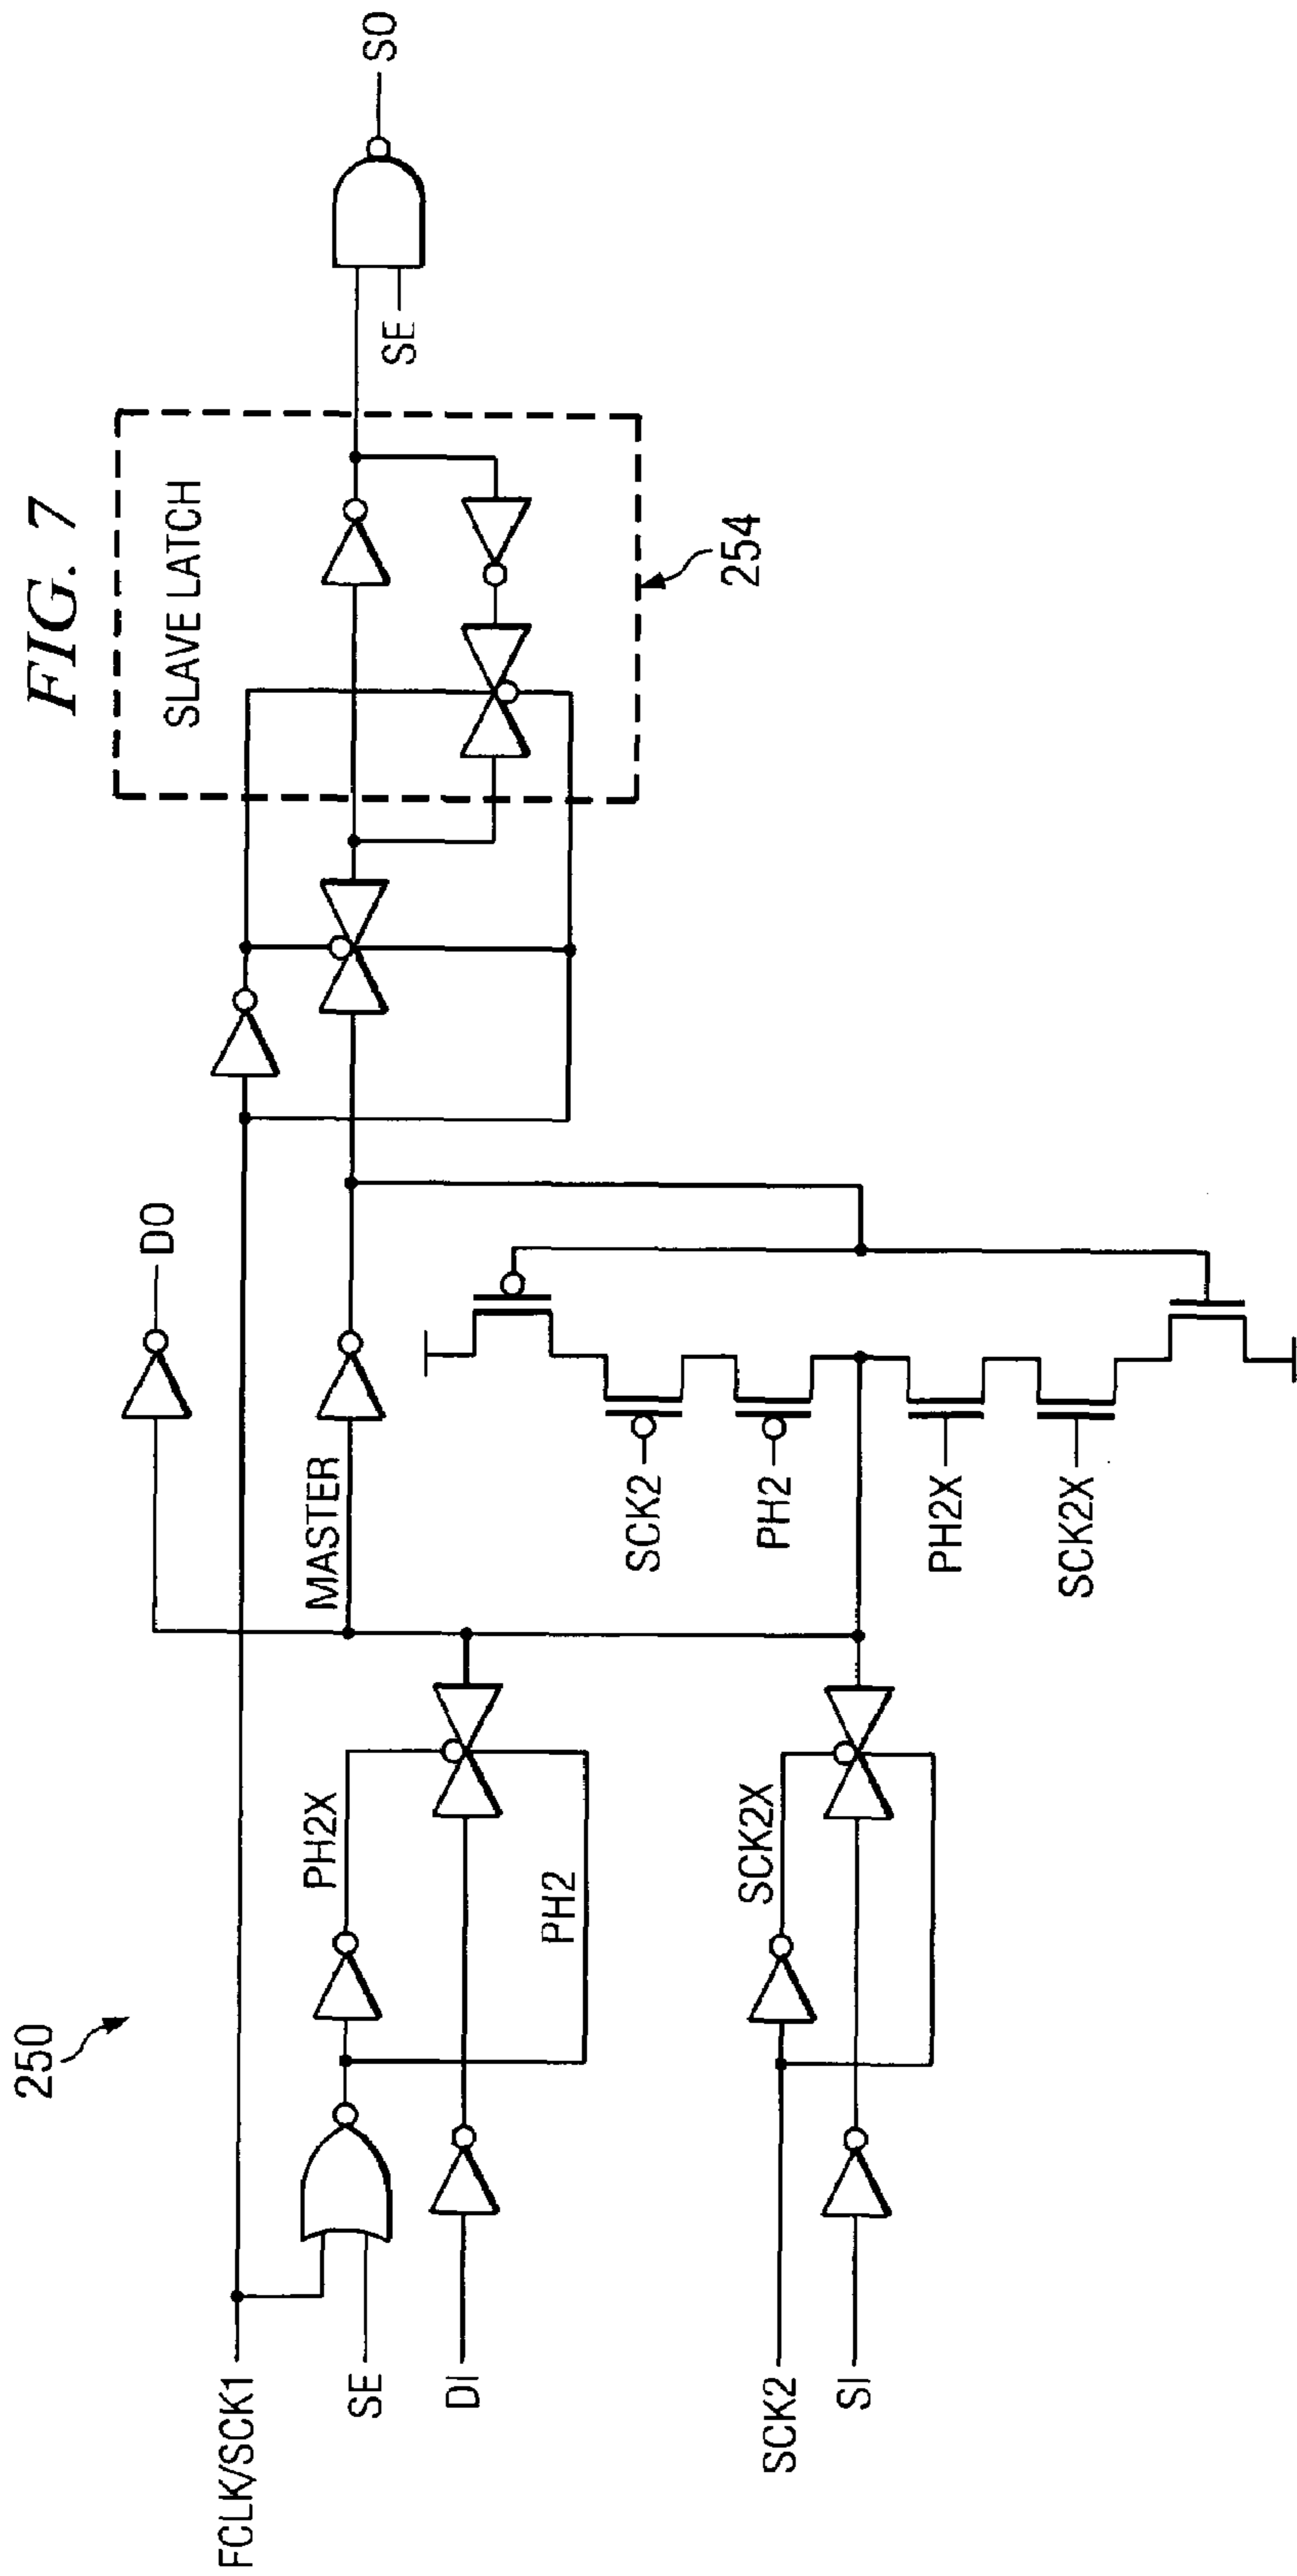 FIG. 7
250
FCLK/SCK1
SE
DI
SCK2
SI
PH2X
PH2
SCK2X
MASTER
DO
SCK2
PH2
PH2X
SCK2X
SLAVE LATCH
254
SE
SO